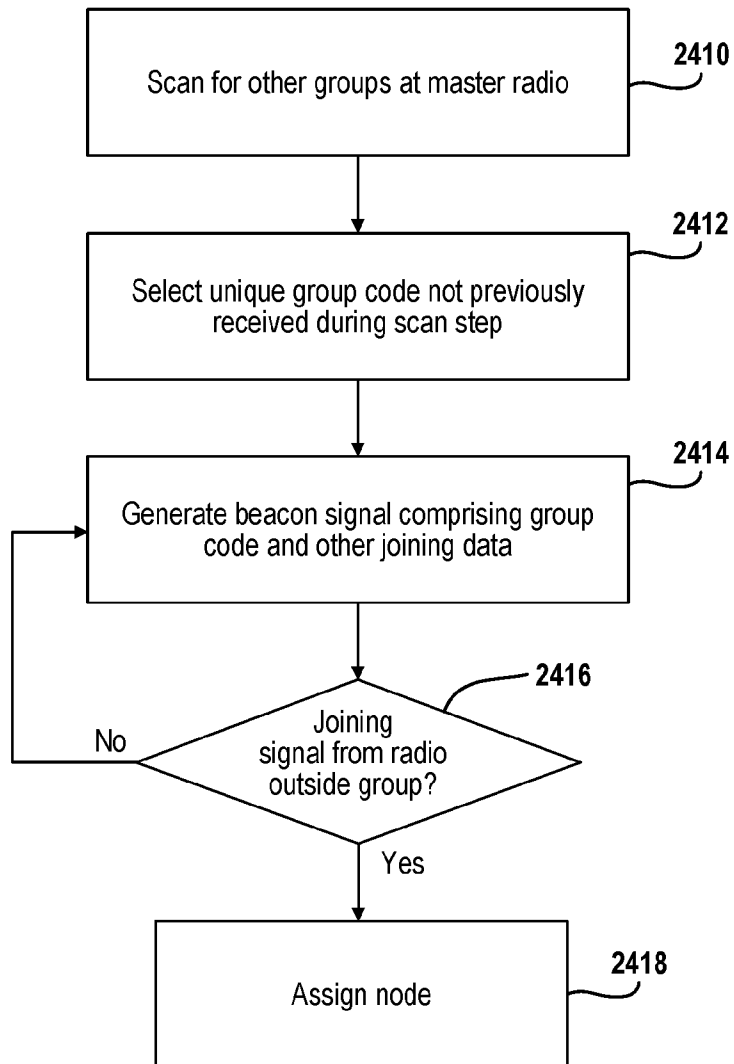 2410
Scan for other groups at master radio
2412
Select unique group code not previously
received during scan step
2414
Generate beacon signal comprising group
code and other joining data
2416
Joining
signal from radio
outside group?
No
Yes
2418
Assign node